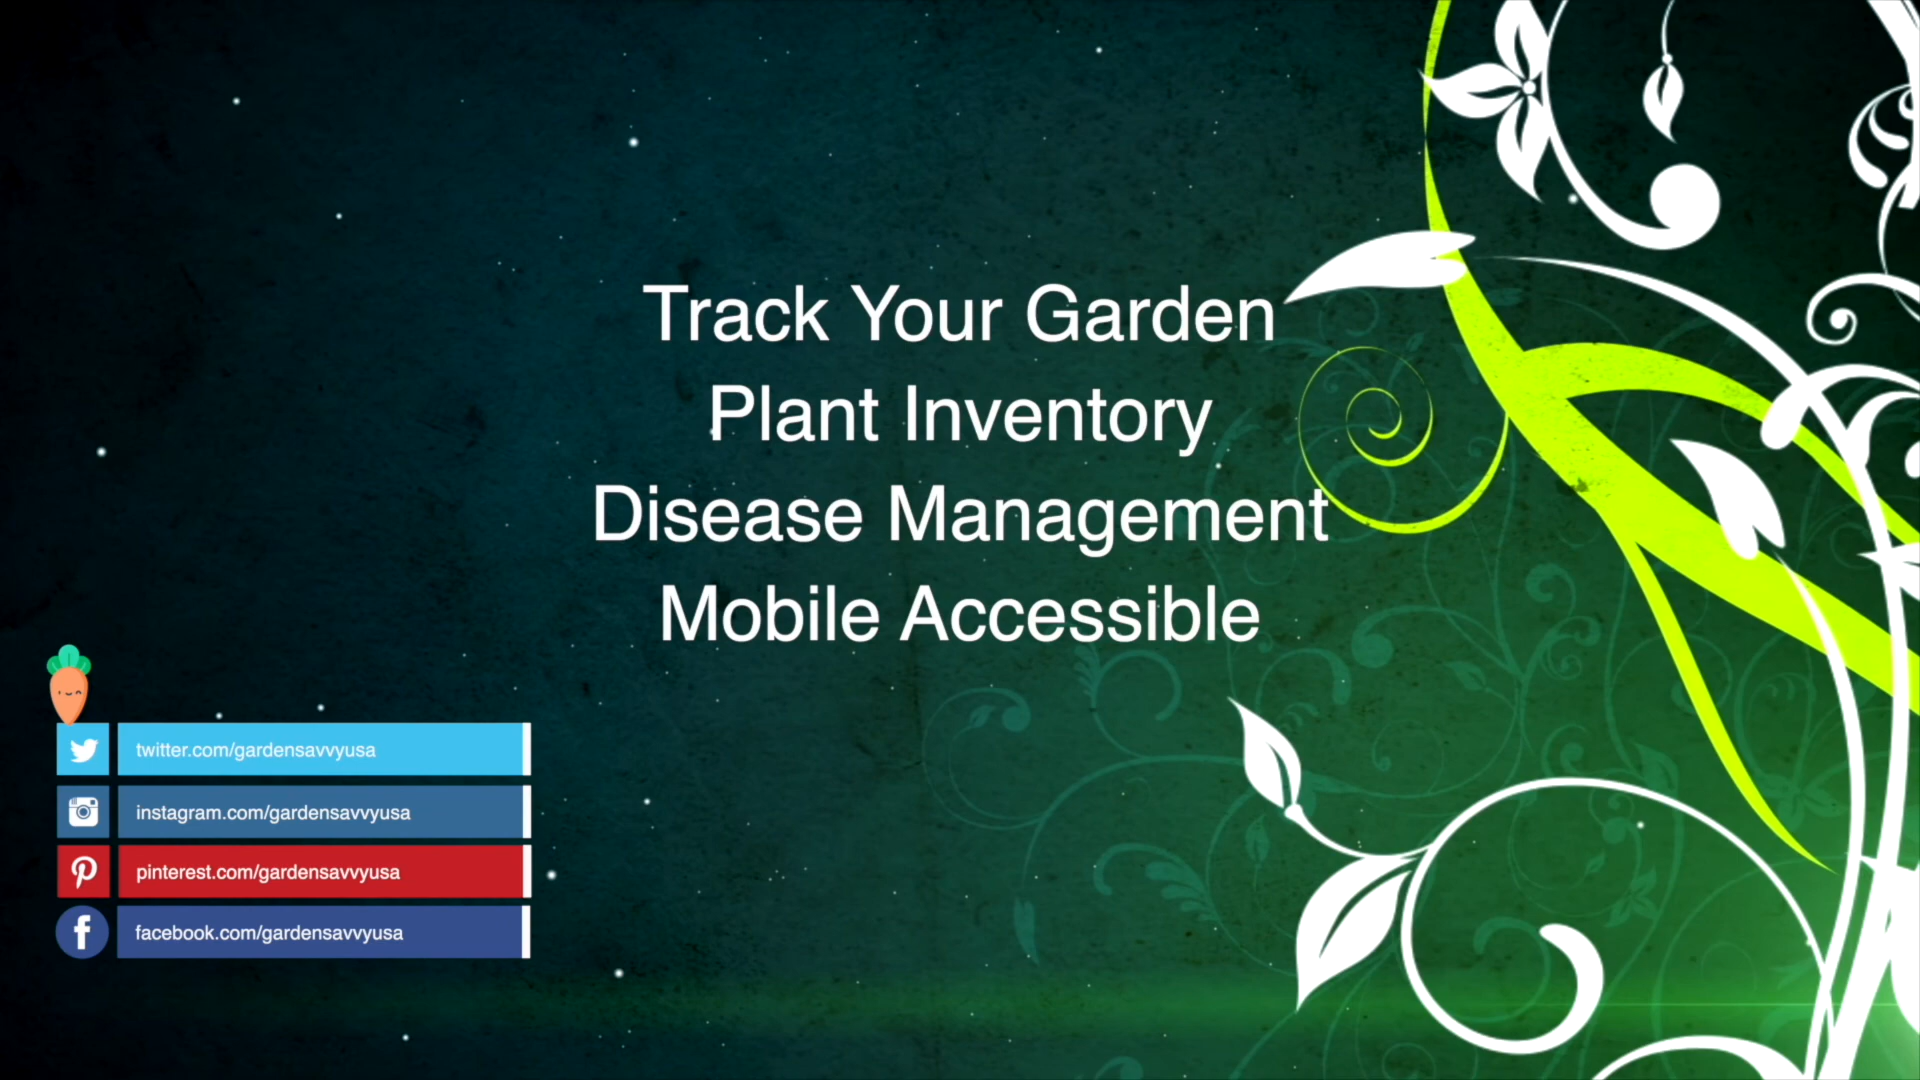 Track Your Garden
Plant Inventory
Disease Management
Mobile Accessible
twitter.com/gardensavvyusa
instagram.com/gardensavvyusa
pinterest.com/gardensavvyusa
facebook.com/gardensavvyusa